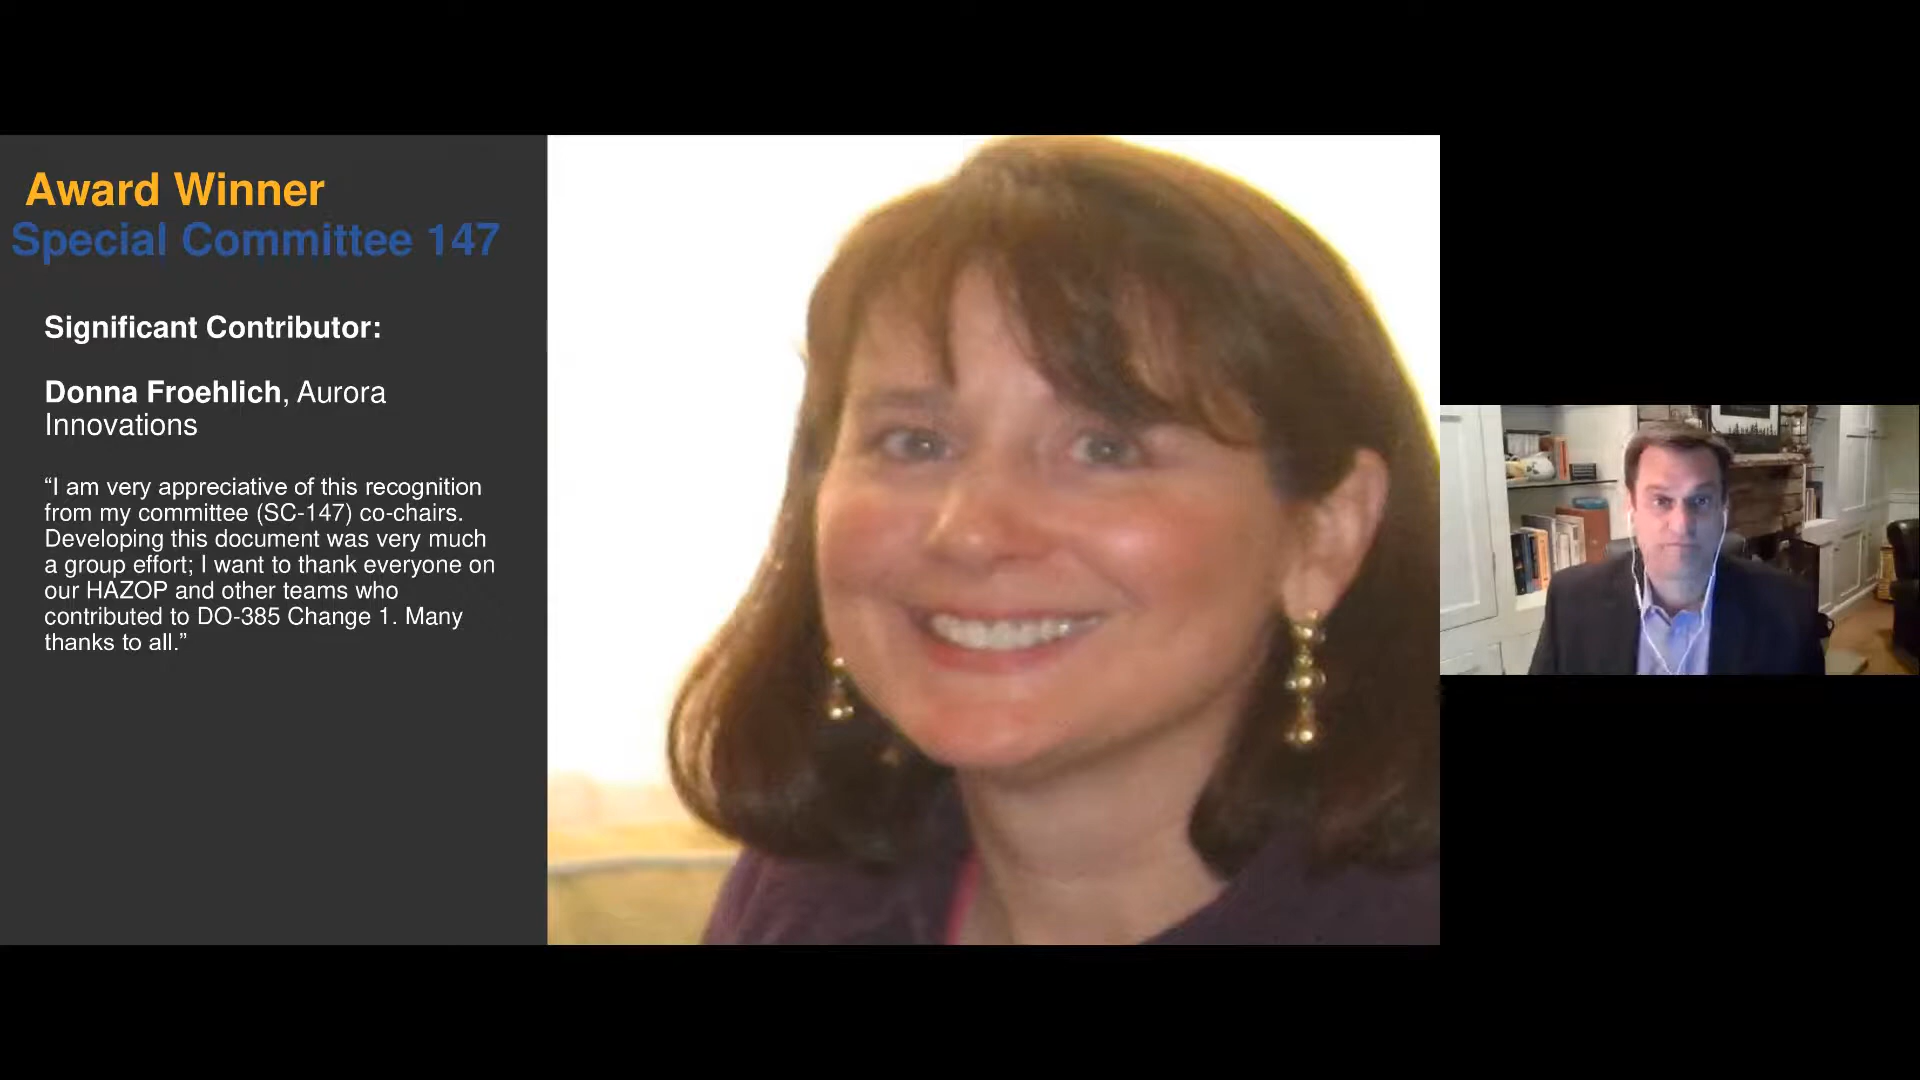 Award Winner
Special Committee 147
Significant Contributor:
Donna Froehlich, Aurora
Innovations
“I am very appreciative of this recognition
from my committee (SC-147) co-chairs.
Developing this document was very much
a group effort; I want to thank everyone on
our HAZOP and other teams who
contributed to DO-385 Change 1. Many
thanks to all.”